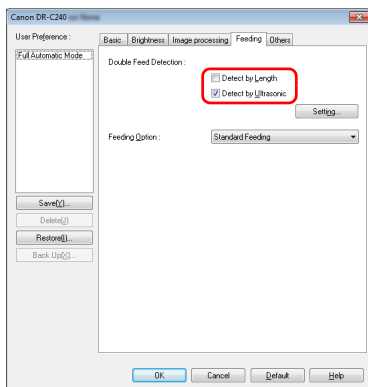 Canon DR-C240
User Preference :
Full Automatic Mode
Save(Y)...
Delete(J)
Restore(I)...
Back Up(X)...
Basic
Brightness
Image processing
Feeding
Others
Double Feed Detection :
Detect by Length
Detect by Ultrasonic
Setting...
Feeding Option :
Standard Feeding
OK
Cancel
Default
Help